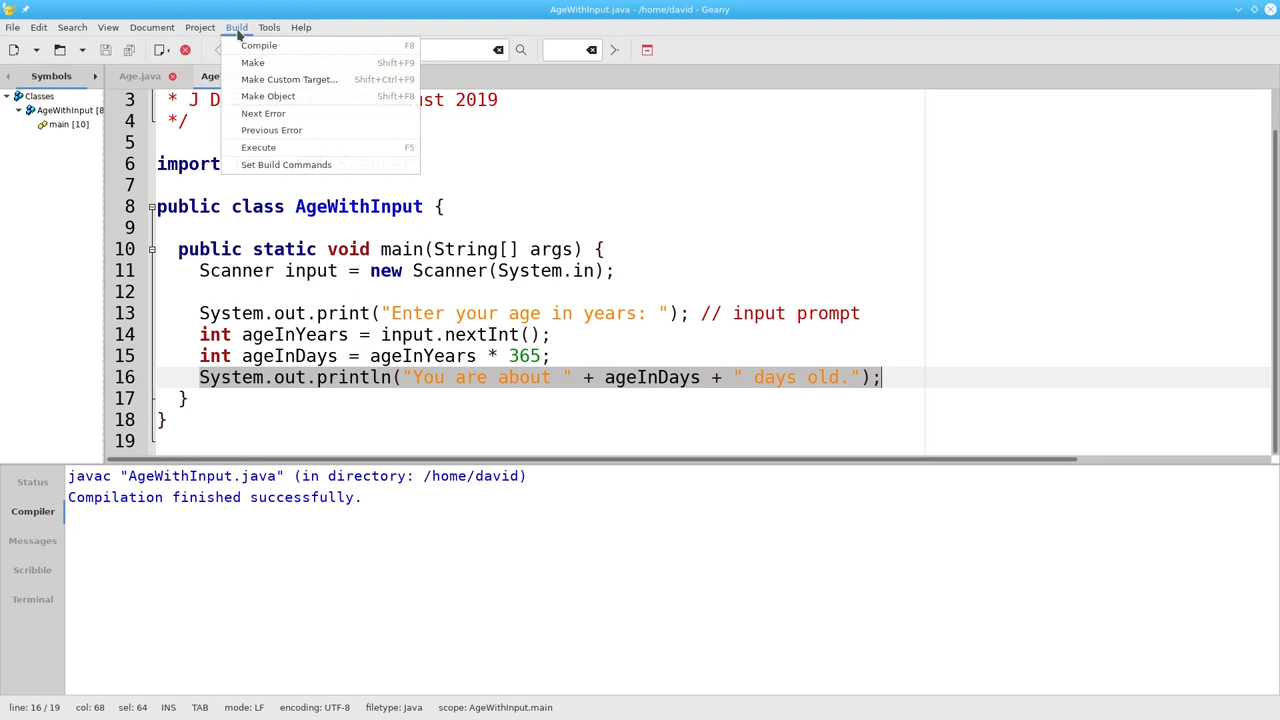 AgeWithInput.java - /home/david - Geany
File Edit Search View Document Project Build Tools Help
Compile F8
Make Shift+F9
Make Custom Target... Shift+Ctrl+F9
Make Object Shift+F8
Next Error
Previous Error
Execute F5
Set Build Commands
Symbols
Age.java
Age
Classes
AgeWithInput [8
main [10]
3 * J D ust 2019
4 */
5
6 import
7
8 public class AgeWithInput {
9
10 public static void main(String[] args) {
11 Scanner input = new Scanner(System.in);
12
13 System.out.print("Enter your age in years: "); // input prompt
14 int ageInYears = input.nextInt();
15 int ageInDays = ageInYears * 365;
16 System.out.println("You are about " + ageInDays + " days old.");
17 }
18 }
19
Status
Compiler
Messages
Scribble
Terminal
javac "AgeWithInput.java" (in directory: /home/david)
Compilation finished successfully.
line: 16 / 19 col: 68 sel: 64 INS TAB mode: LF encoding: UTF-8 filetype: Java scope: AgeWithInput.main